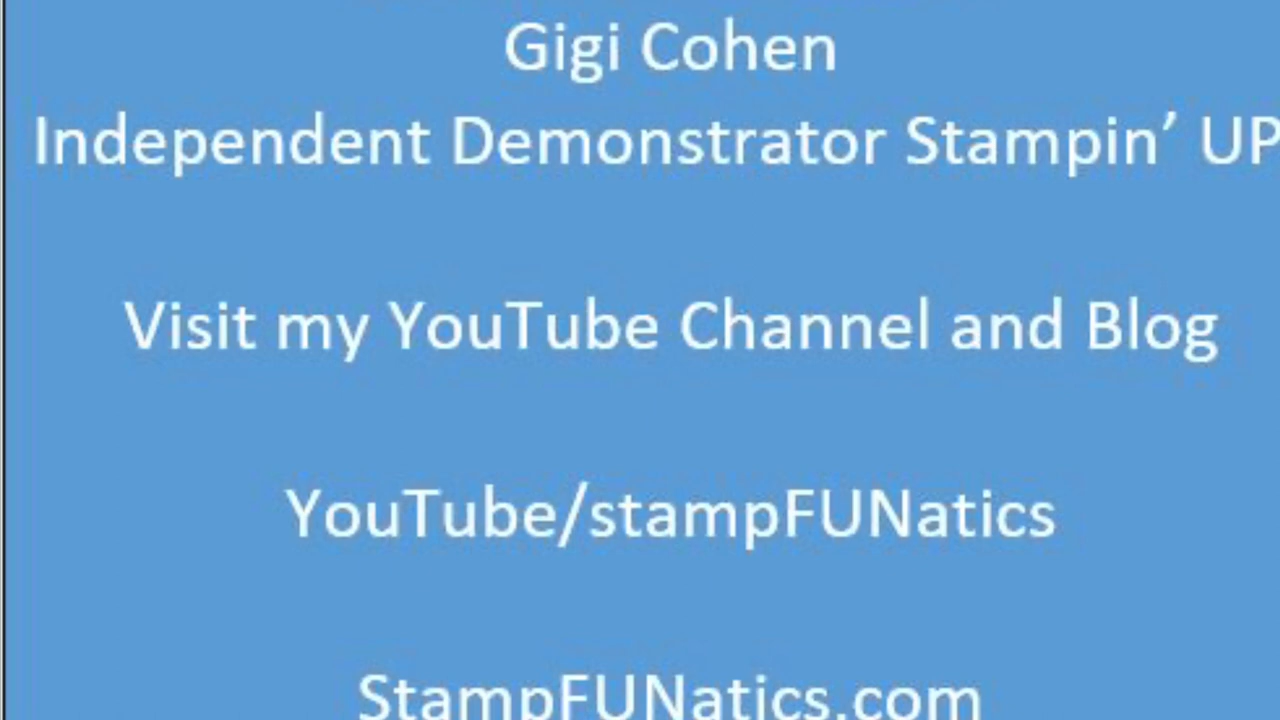 Gigi Cohen
Independent Demonstrator Stampin’ UP
Visit my YouTube Channel and Blog
YouTube/stampFUNatics
StampFUNatics.com